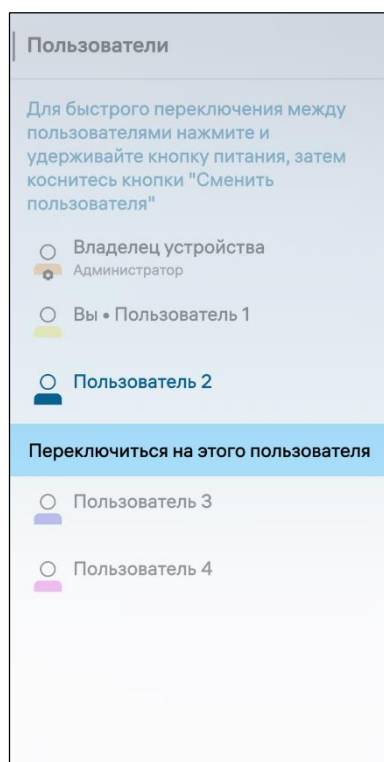 Пользователи
Для быстрого переключения между
пользователями нажмите и
удерживайте кнопку питания, затем
коснитесь кнопки "Сменить
пользователя"
Владелец устройства
Администратор
Вы • Пользователь 1
Пользователь 2
Переключиться на этого пользователя
Пользователь 3
Пользователь 4